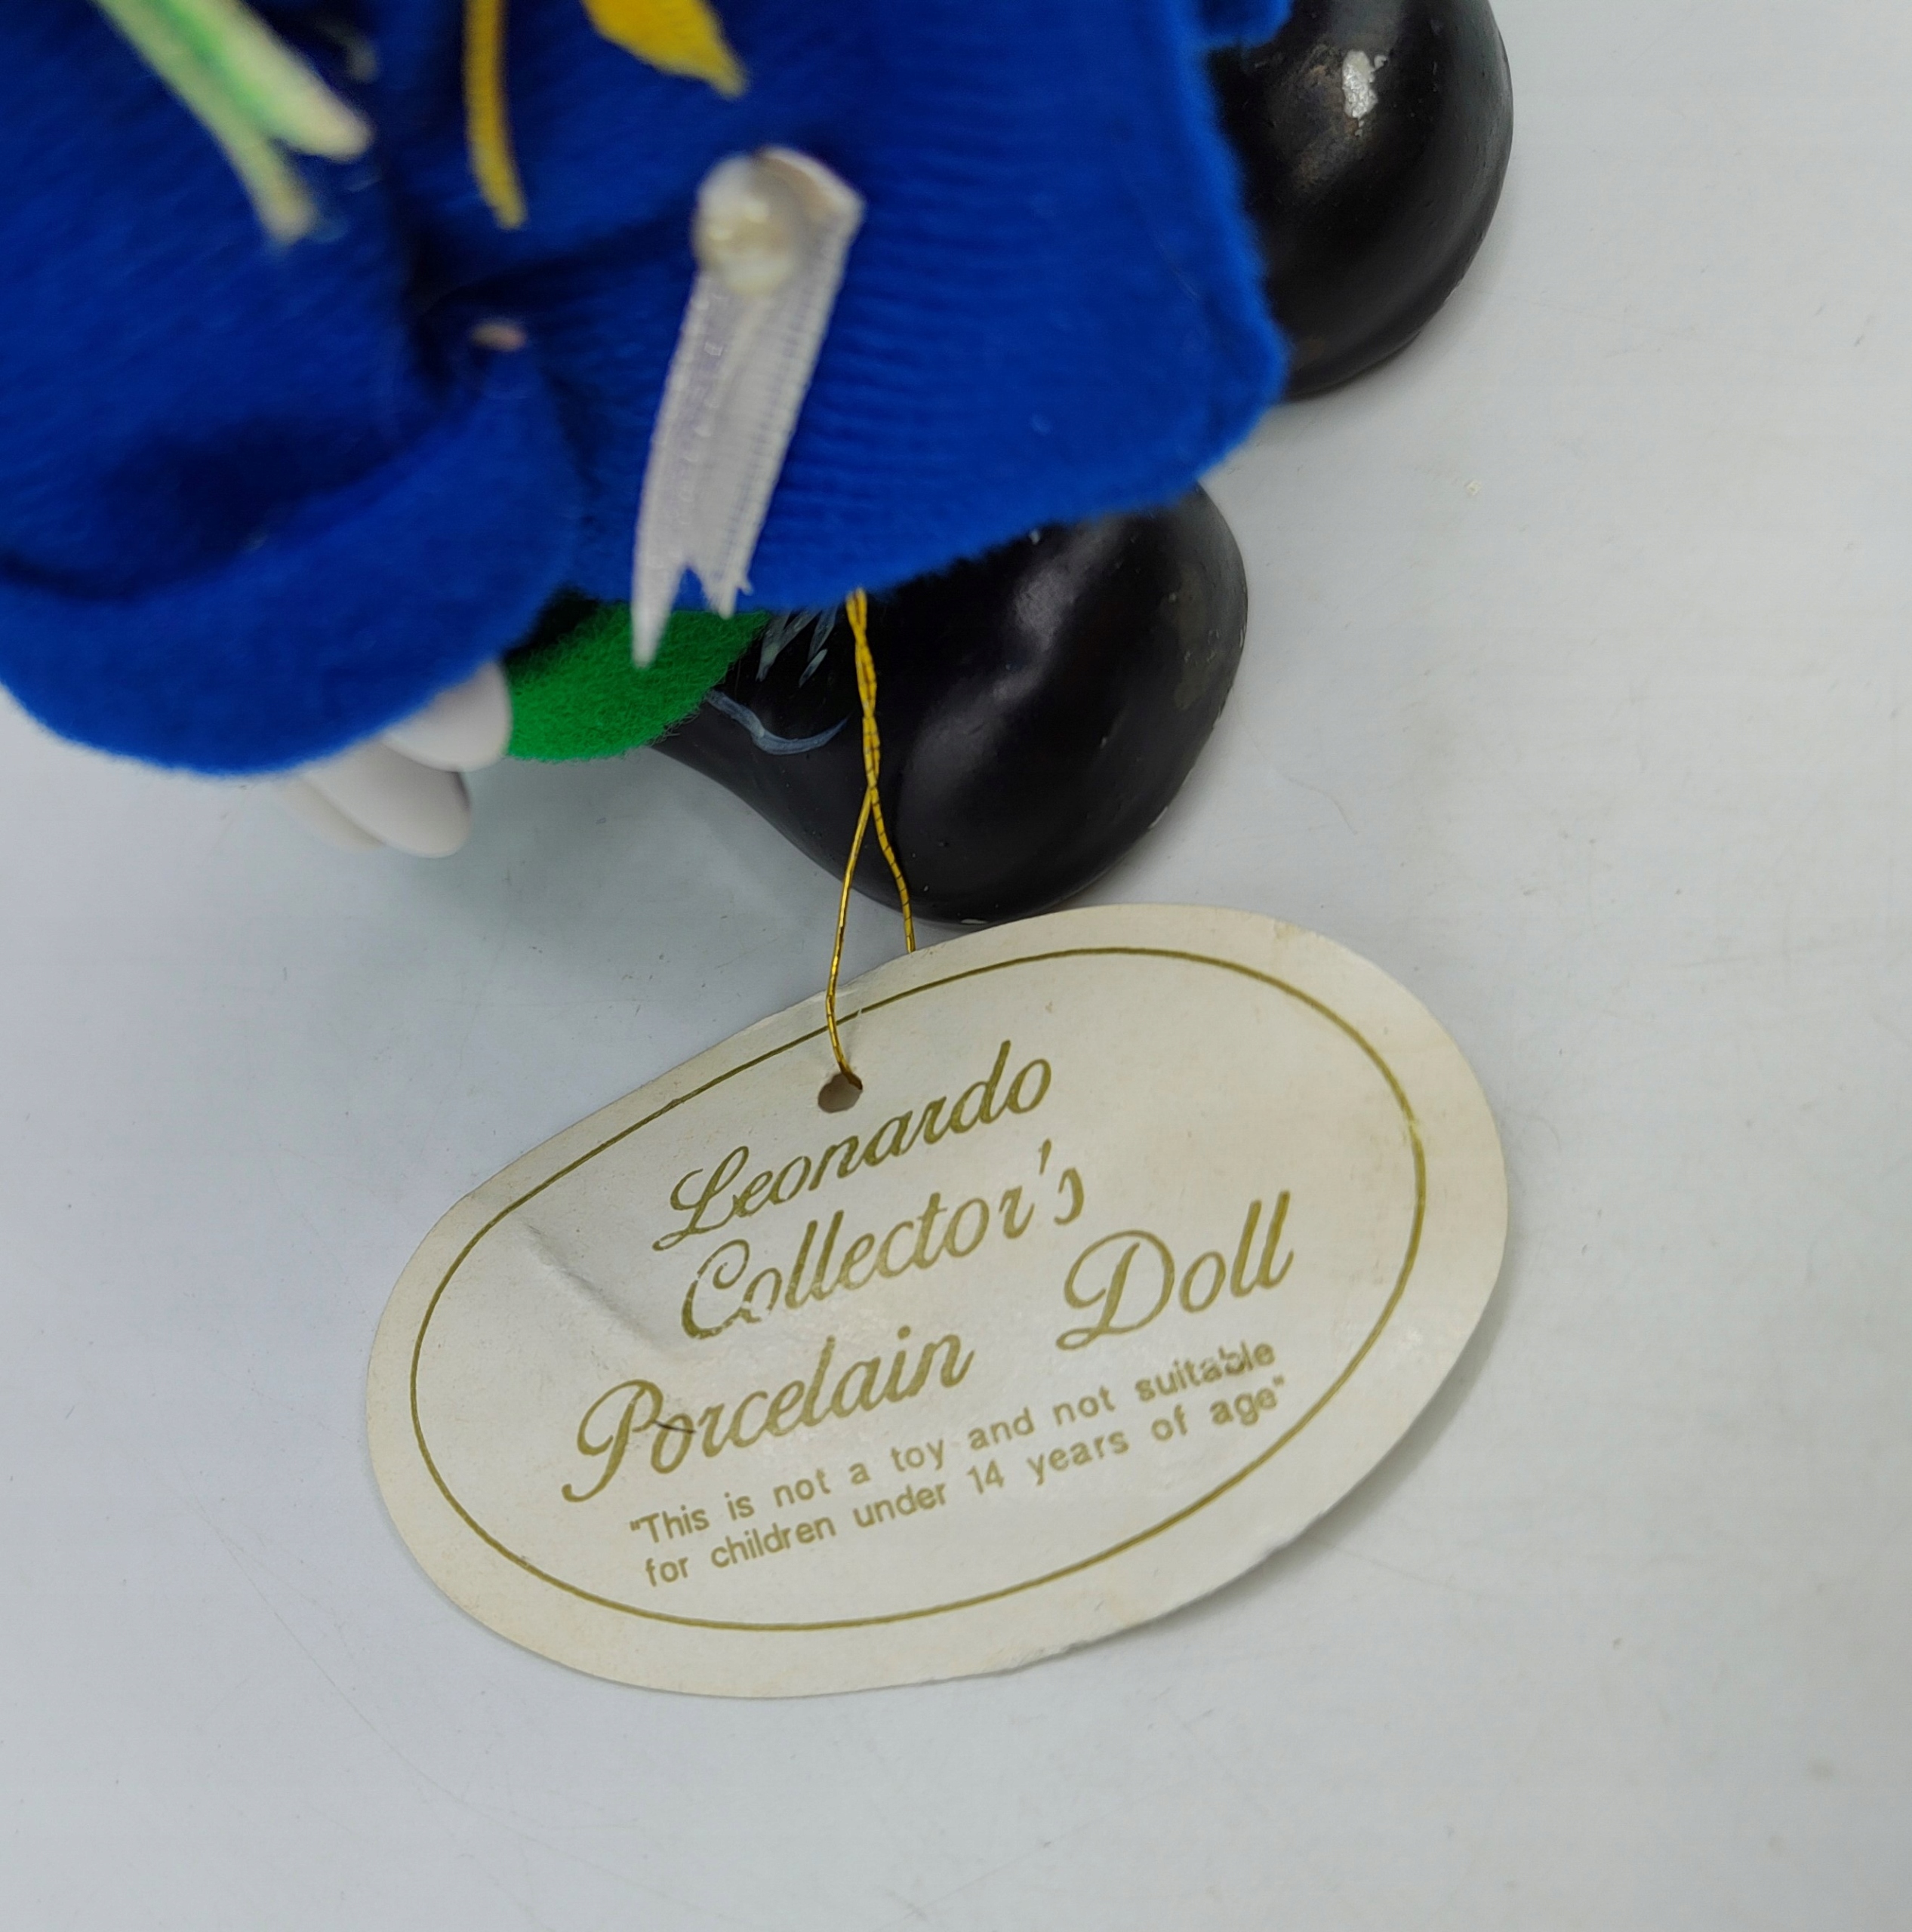 Leonardo
Collector's
Porcelain Doll
"This is not a toy and not suitable
for children under 14 years of age"